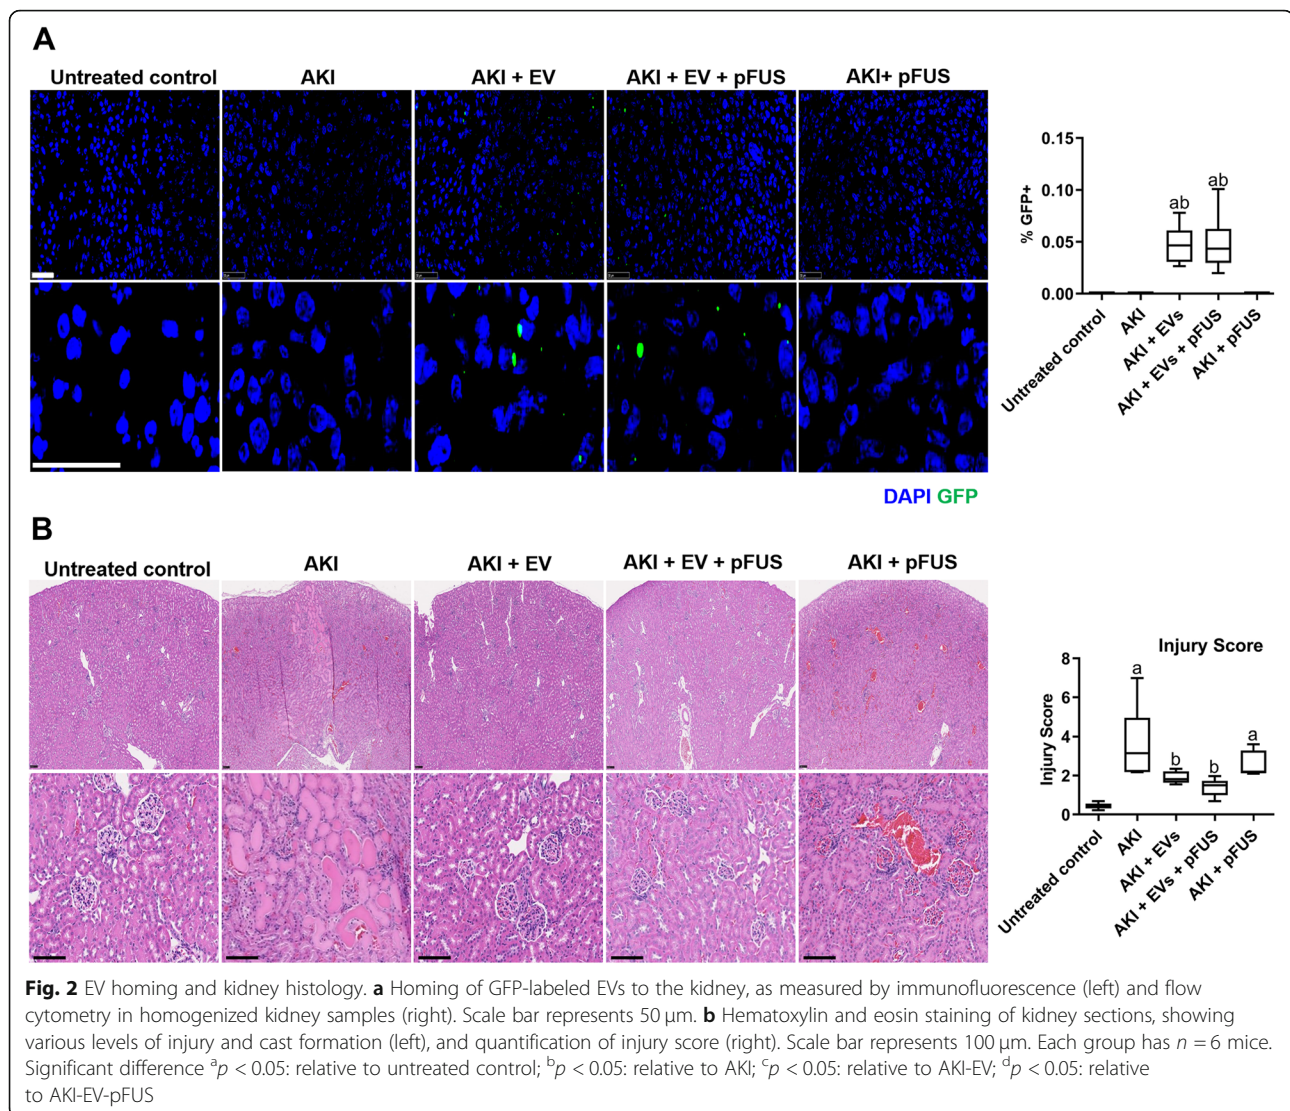 A
Untreated control
AKI
AKI + EV
AKI + EV + pFUS
AKI+ pFUS
0.15
0.10
0.05
0.00
% GFP+
ab
ab
Untreated control
AKI
AKI + EVs
AKI + EVs + pFUS
AKI + pFUS
DAPI GFP
B
Untreated control
AKI
AKI + EV
AKI + EV + pFUS
AKI + pFUS
Injury Score
8
6
4
2
0
Injury Score
a
b
b
a
Untreated control
AKI
AKI + EVs
AKI + EVs + pFUS
AKI + pFUS
Fig. 2 EV homing and kidney histology. a Homing of GFP-labeled EVs to the kidney, as measured by immunofluorescence (left) and flow
cytometry in homogenized kidney samples (right). Scale bar represents 50 μm. b Hematoxylin and eosin staining of kidney sections, showing
various levels of injury and cast formation (left), and quantification of injury score (right). Scale bar represents 100 μm. Each group has n = 6 mice.
Significant difference ᵃp < 0.05: relative to untreated control; ᵇp < 0.05: relative to AKI; ᶜp < 0.05: relative to AKI-EV; ᵈp < 0.05: relative
to AKI-EV-pFUS